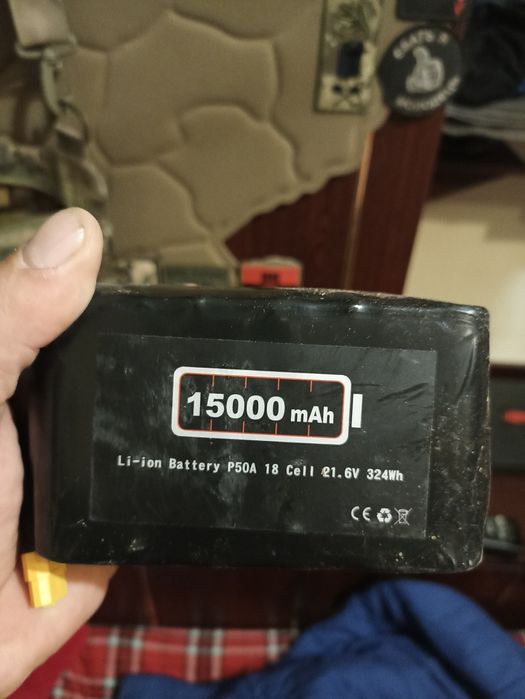 15000 mAh
Li-ion Battery P50A 18 Cell 21.6V 324Wh
CE